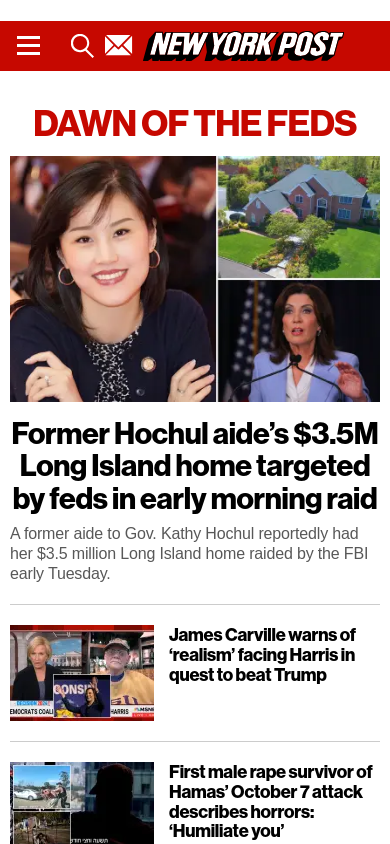 NEW YORK POST
DAWN OF THE FEDS
Former Hochul aide’s $3.5M
Long Island home targeted
by feds in early morning raid
A former aide to Gov. Kathy Hochul reportedly had
her $3.5 million Long Island home raided by the FBI
early Tuesday.
James Carville warns of
‘realism’ facing Harris in
quest to beat Trump
First male rape survivor of
Hamas’ October 7 attack
describes horrors:
‘Humiliate you’